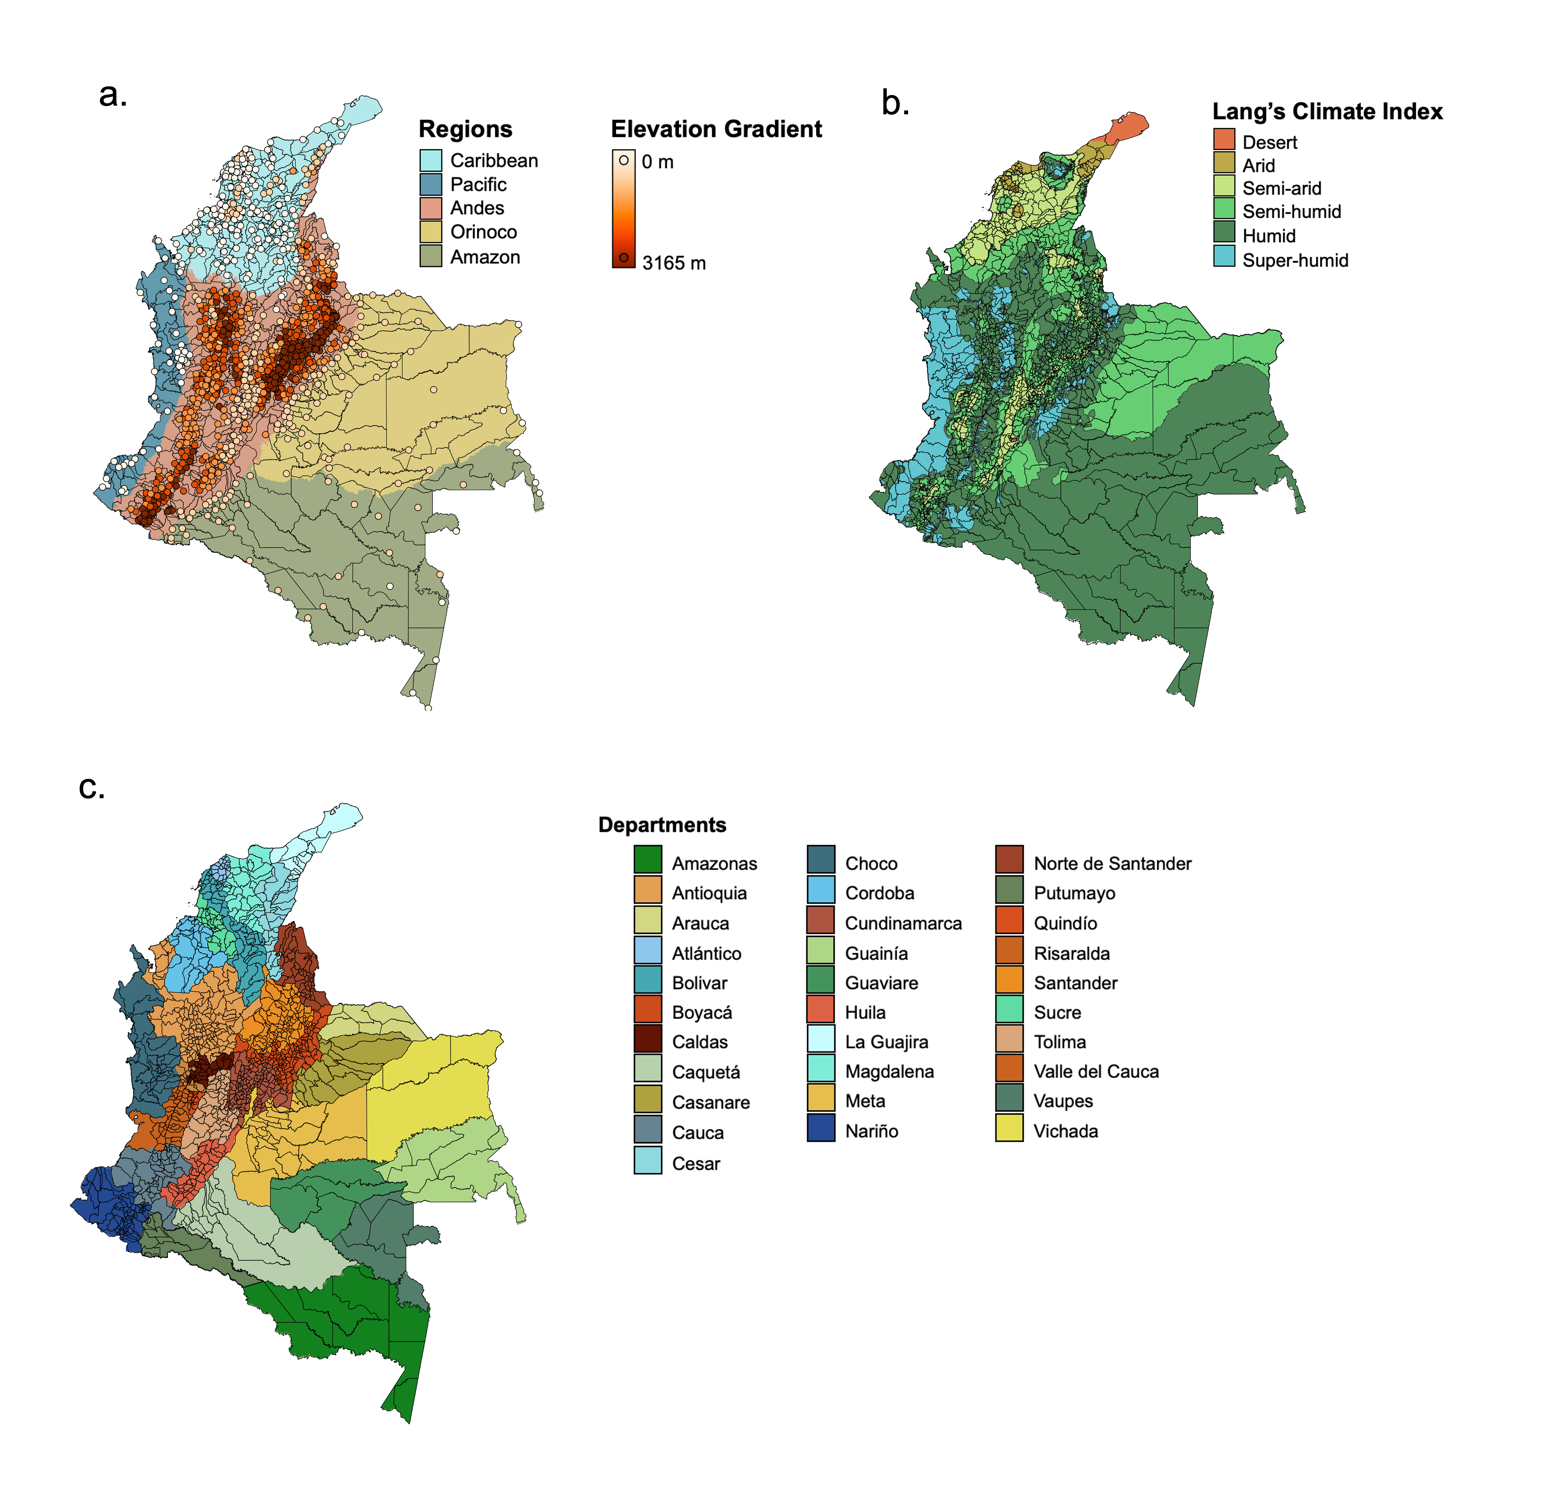 a.
Regions
Caribbean
Pacific
Andes
Orinoco
Amazon
Elevation Gradient
0 m
3165 m
b.
Lang's Climate Index
Desert
Arid
Semi-arid
Semi-humid
Humid
Super-humid
c.
Departments
Amazonas
Antioquia
Arauca
Atlántico
Bolivar
Boyacá
Caldas
Caquetá
Casanare
Cauca
Cesar
Choco
Cordoba
Cundinamarca
Guainía
Guaviare
Huila
La Guajira
Magdalena
Meta
Nariño
Norte de Santander
Putumayo
Quindío
Risaralda
Santander
Sucre
Tolima
Valle del Cauca
Vaupes
Vichada